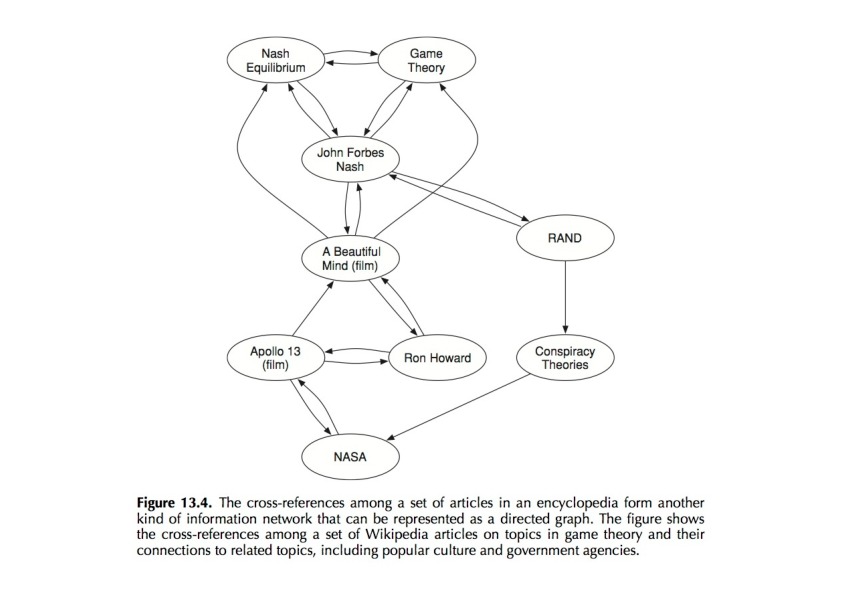 Nash
Equilibrium
Game
Theory
John Forbes
Nash
RAND
A Beautiful
Mind (film)
Apollo 13
(film)
Ron Howard
Conspiracy
Theories
NASA
Figure 13.4. The cross-references among a set of articles in an encyclopedia form another
kind of information network that can be represented as a directed graph. The figure shows
the cross-references among a set of Wikipedia articles on topics in game theory and their
connections to related topics, including popular culture and government agencies.